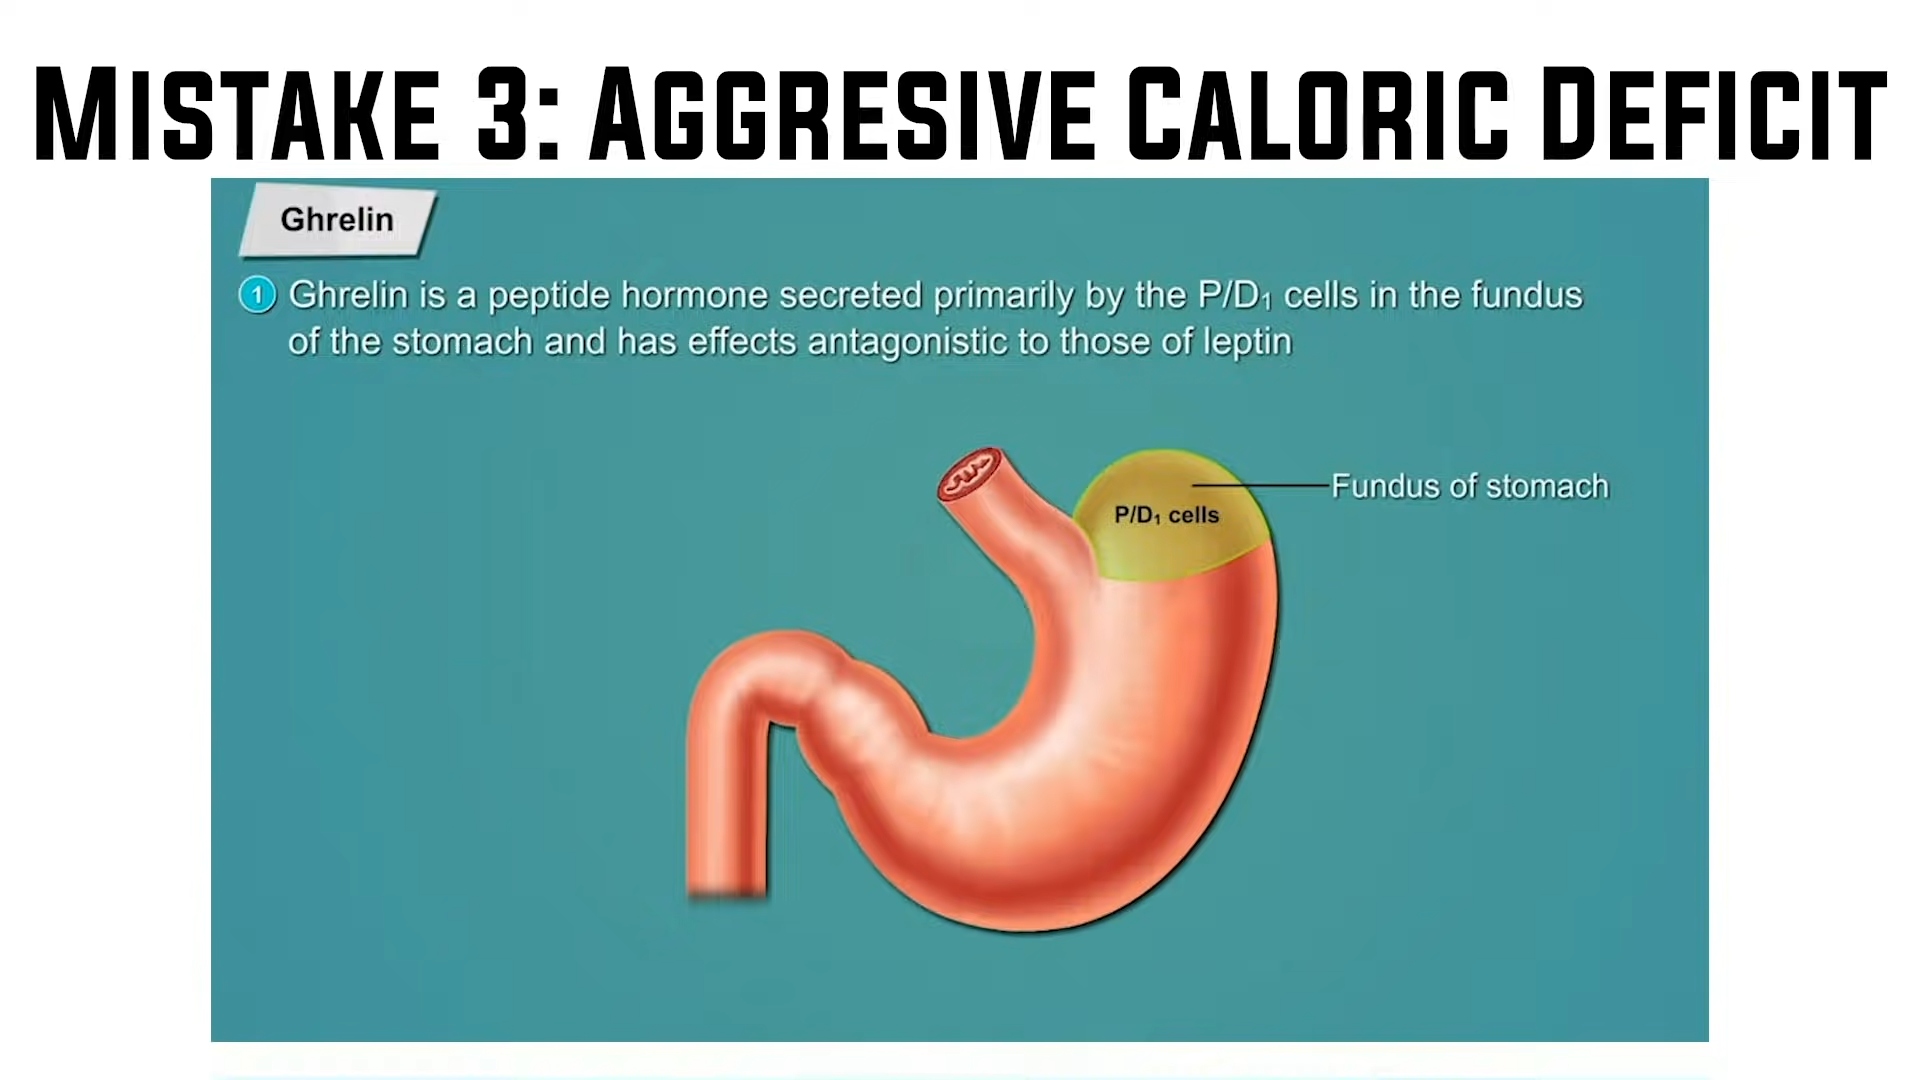 MISTAKE 3: AGGRESIVE CALORIC DEFICIT
Ghrelin
1 Ghrelin is a peptide hormone secreted primarily by the P/D₁ cells in the fundus
of the stomach and has effects antagonistic to those of leptin
Fundus of stomach
P/D₁ cells